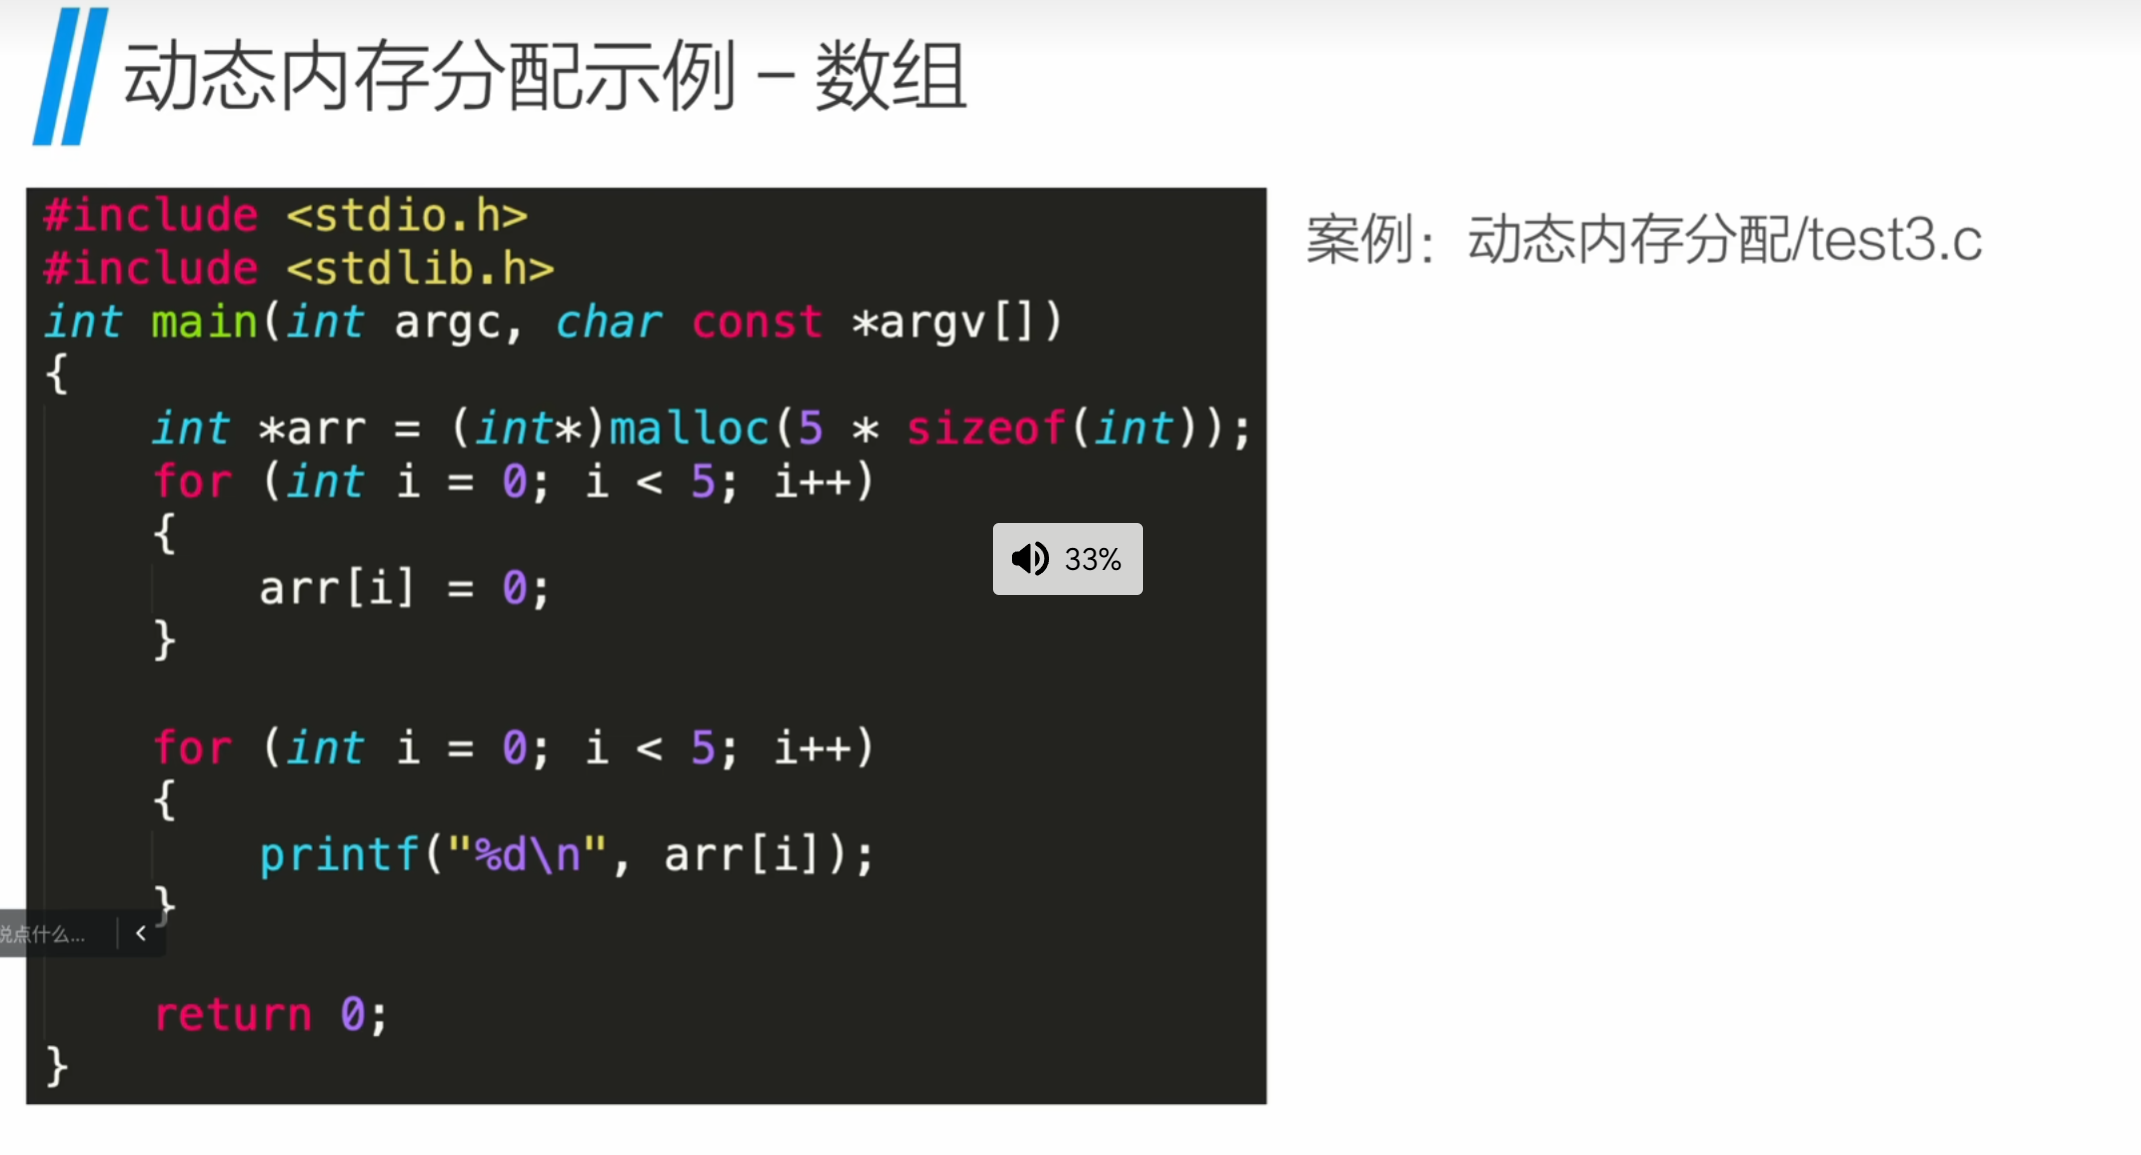 动态内存分配示例 – 数组
#include <stdio.h>
#include <stdlib.h>
int main(int argc, char const *argv[])
{
    int *arr = (int*)malloc(5 * sizeof(int));
    for (int i = 0; i < 5; i++)
    {
        arr[i] = 0;
    }
    for (int i = 0; i < 5; i++)
    {
        printf("%d\n", arr[i]);
    }
    return 0;
}
案例：动态内存分配/test3.c
33%
说点什么...